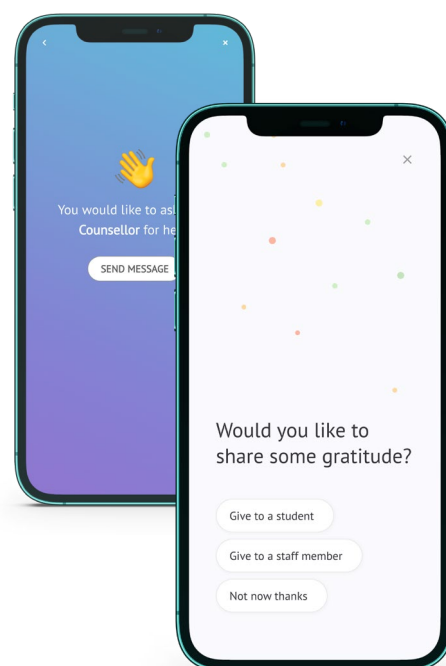 You would like to as
Counsellor for he
SEND MESSAGE
Would you like to
share some gratitude?
Give to a student
Give to a staff member
Not now thanks